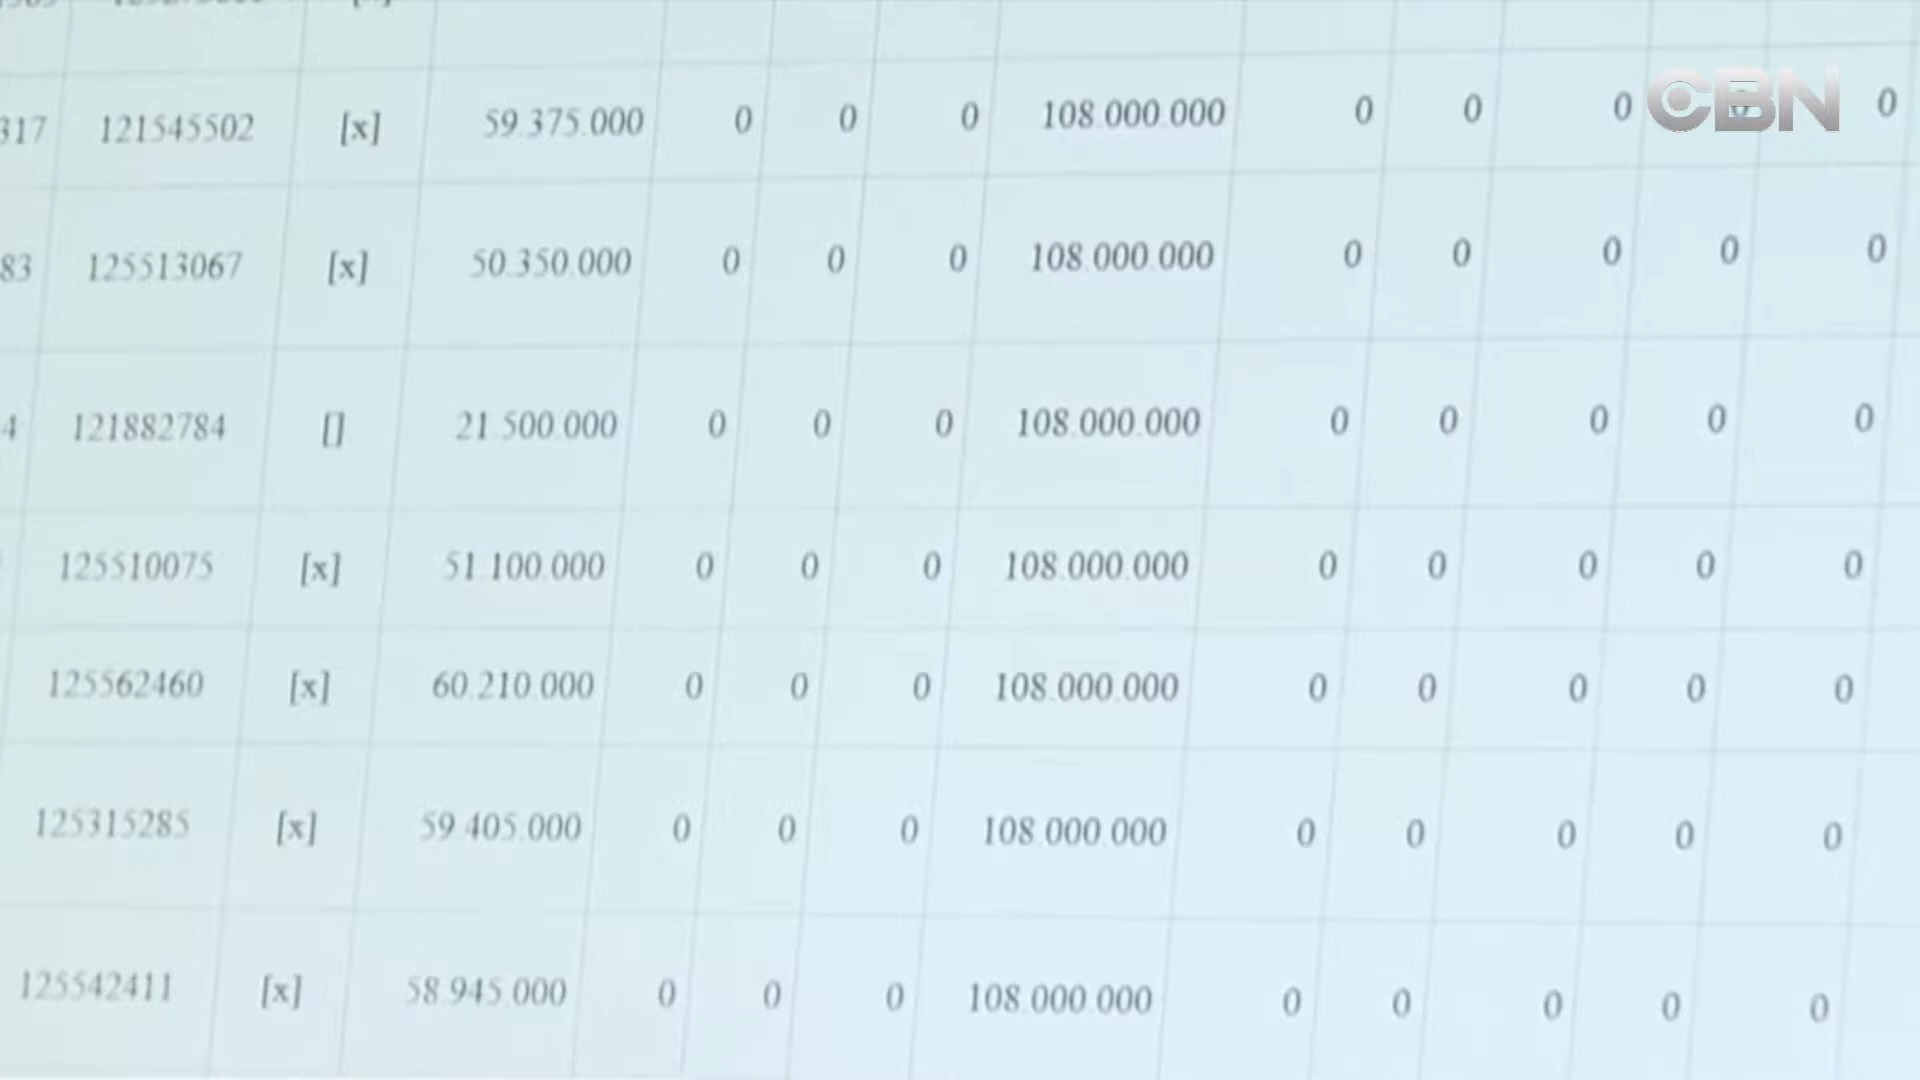 317 121545502 [x] 59.375.000 0 0 0 108.000.000 0 0 0 0 0
CBN
83 125513067 [x] 50.350.000 0 0 0 108.000.000 0 0 0 0 0
4 121882784 [] 21.500.000 0 0 0 108.000.000 0 0 0 0 0
125510075 [x] 51.100.000 0 0 0 108.000.000 0 0 0 0 0
125562460 [x] 60.210.000 0 0 0 108.000.000 0 0 0 0 0
125315285 [x] 59.405.000 0 0 0 108.000.000 0 0 0 0 0
125542411 [x] 58.945.000 0 0 0 108.000.000 0 0 0 0 0